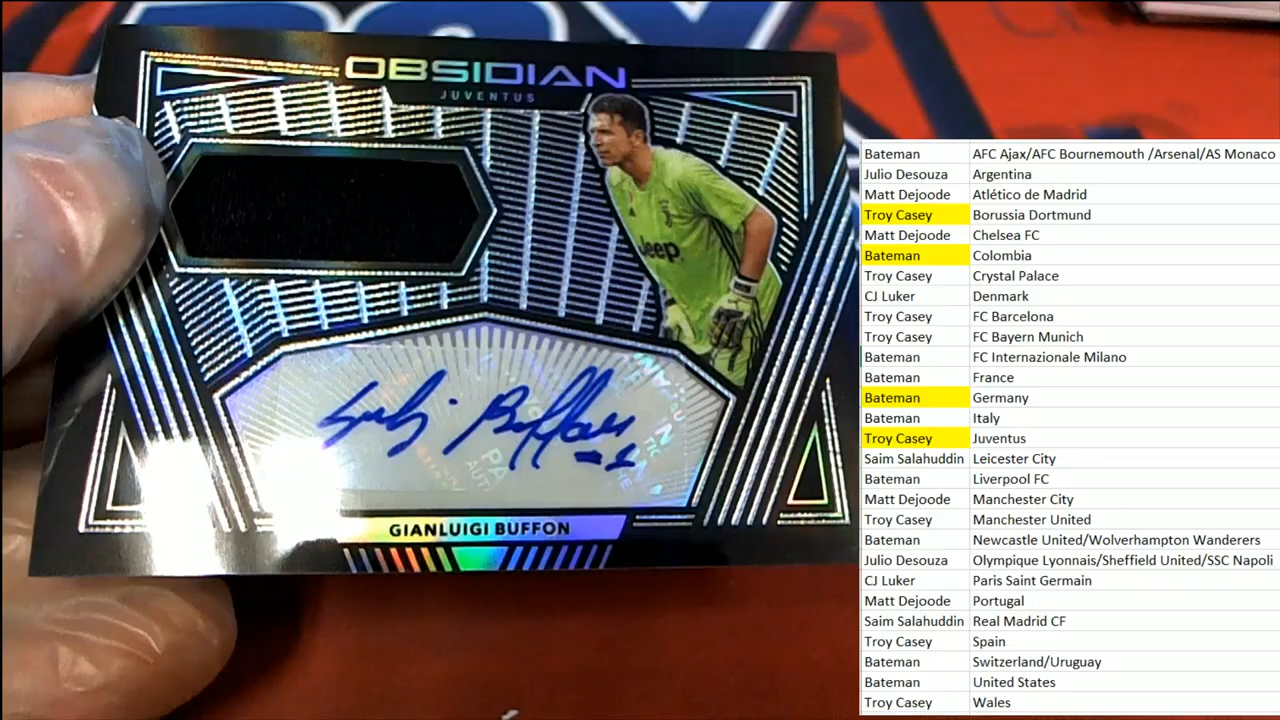 OBSIDIAN
JUVENTUS
Jeep
GIANLUIGI BUFFON
Bateman AFC Ajax/AFC Bournemouth /Arsenal/AS Monaco
Julio Desouza Argentina
Matt Dejoode Atlético de Madrid
Troy Casey Borussia Dortmund
Matt Dejoode Chelsea FC
Bateman Colombia
Troy Casey Crystal Palace
CJ Luker Denmark
Troy Casey FC Barcelona
Troy Casey FC Bayern Munich
Bateman FC Internazionale Milano
Bateman France
Bateman Germany
Bateman Italy
Troy Casey Juventus
Saim Salahuddin Leicester City
Bateman Liverpool FC
Matt Dejoode Manchester City
Troy Casey Manchester United
Bateman Newcastle United/Wolverhampton Wanderers
Julio Desouza Olympique Lyonnais/Sheffield United/SSC Napoli
CJ Luker Paris Saint Germain
Matt Dejoode Portugal
Saim Salahuddin Real Madrid CF
Troy Casey Spain
Bateman Switzerland/Uruguay
Bateman United States
Troy Casey Wales